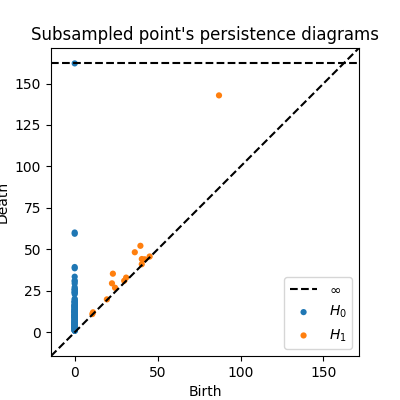 Subsampled point's persistence diagrams
150
125
100
75
50
25
0
Death
∞
H₀
H₁
0 50 100 150
Birth